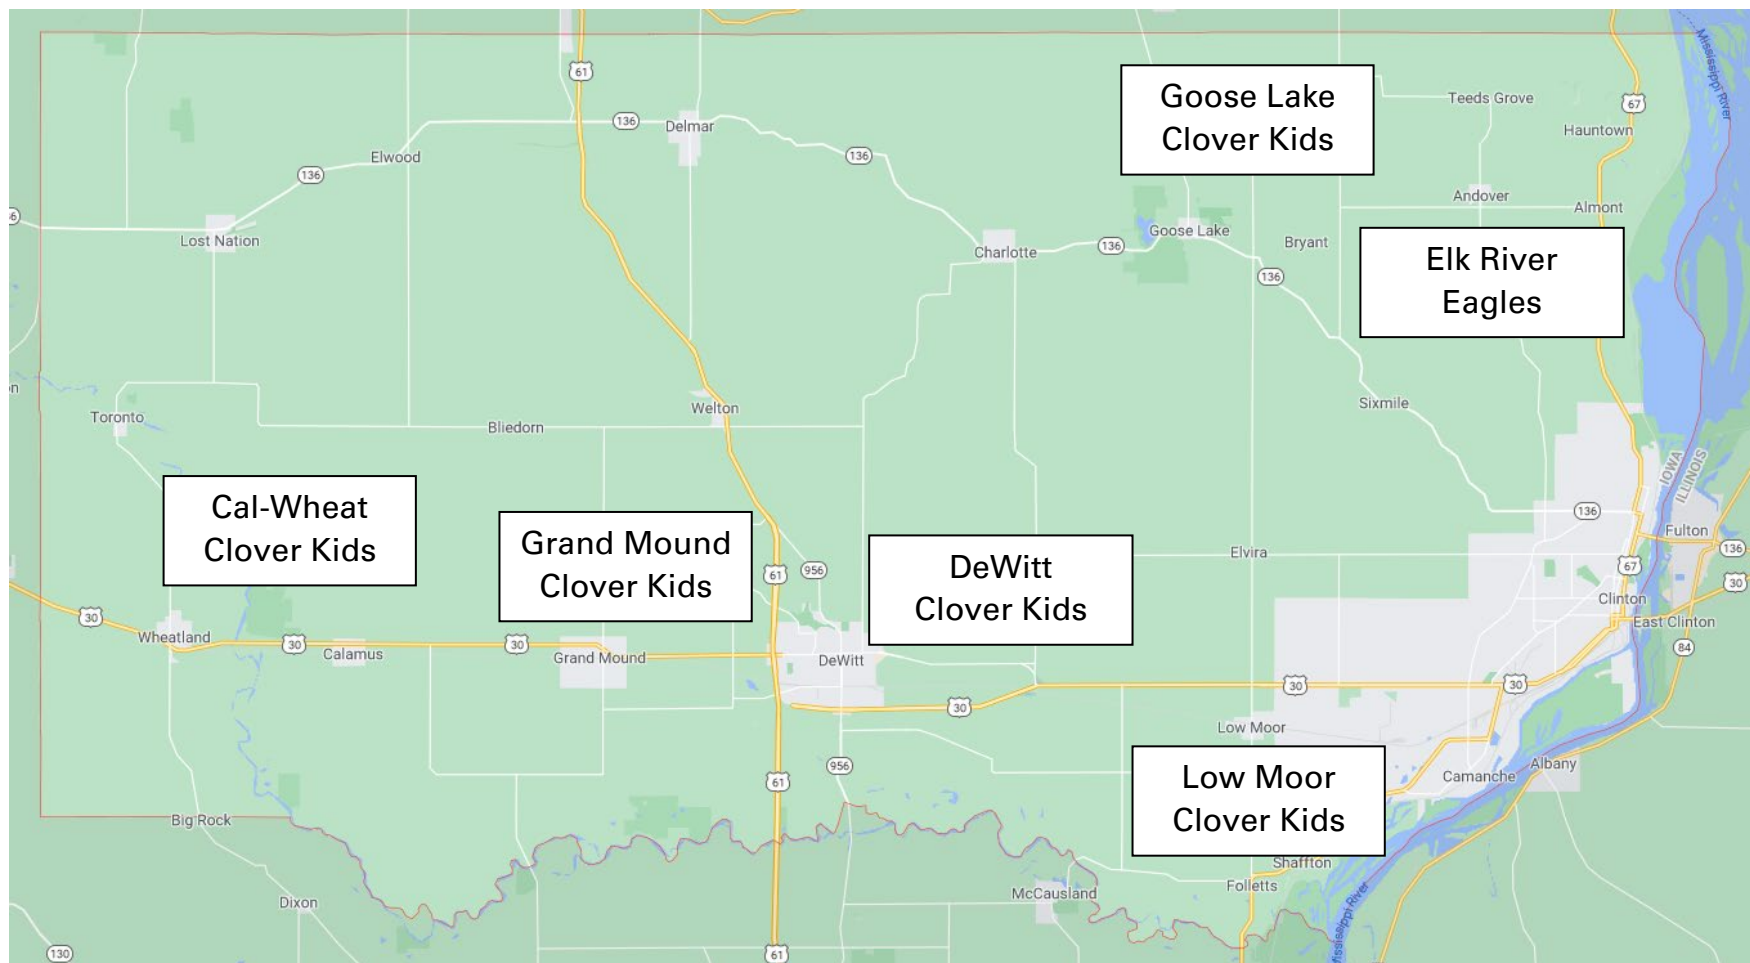 Mississippi River
61
Goose Lake
Clover Kids
Teeds Grove
67
Hauntown
136
Delmar
136
Elwood
136
136
Andover
Almont
Lost Nation
Goose Lake
Bryant
Charlotte
136
136
Elk River
Eagles
Toronto
Welton
Bliedorn
Sixmile
IOWA
ILLINOIS
Cal-Wheat
Clover Kids
Grand Mound
Clover Kids
61
956
DeWitt
Clover Kids
Elvira
136
Fulton
136
67
30
Clinton
East Clinton
30
Wheatland
30
Calamus
30
Grand Mound
DeWitt
84
30
30
30
Low Moor
956
61
Low Moor
Clover Kids
Camanche
Albany
Big Rock
Shaffton
Folletts
McCausland
Dixon
Mississippi River
130
61